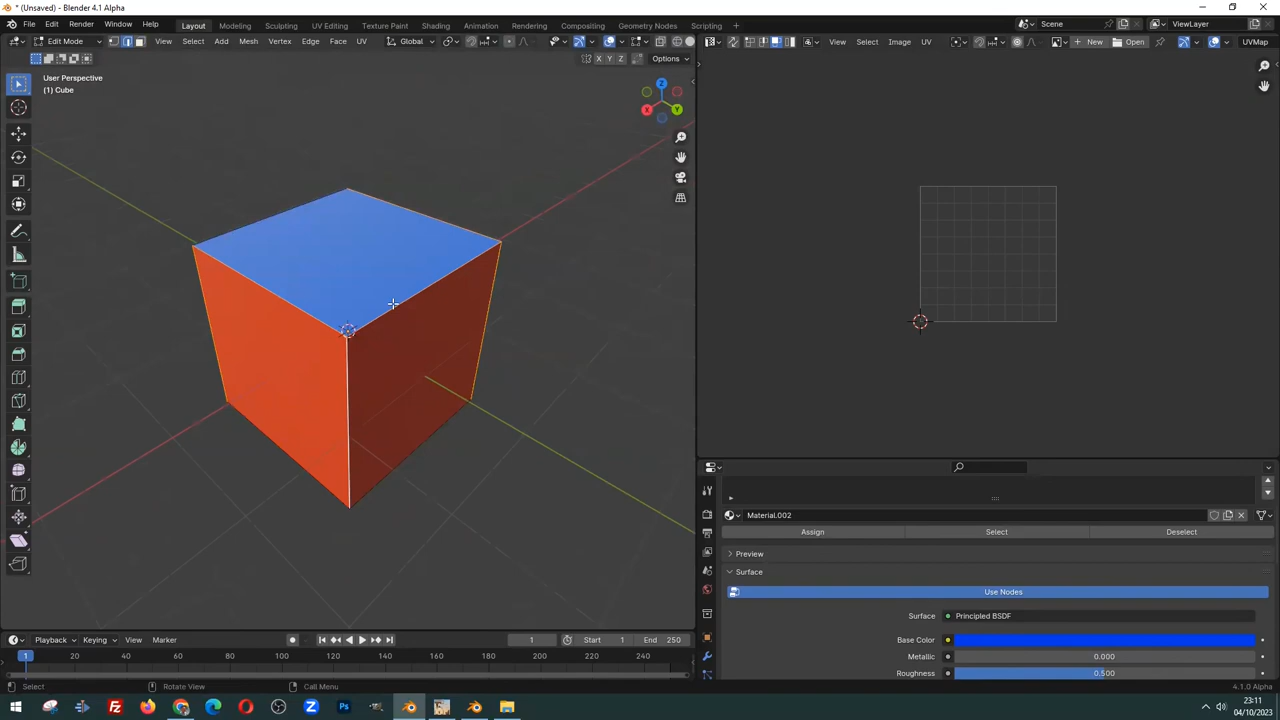 * (Unsaved) - Blender 4.1 Alpha
File Edit Render Window Help Layout Modeling Sculpting UV Editing Texture Paint Shading Animation Rendering Compositing Geometry Nodes Scripting Scene ViewLayer
Edit Mode View Select Add Mesh Vertex Edge Face UV Global View Select Image UV New Open UVMap
X Y Z Options
User Perspective
(1) Cube
Z
X Y
Material.002
Assign Select Deselect
Preview
Surface
Use Nodes
Surface Principled BSDF
Base Color
Metallic 0.000
Roughness 0.500
Playback Keying View Marker 1 Start 1 End 250
1 20 40 60 80 100 120 140 160 180 200 220 240
Select Rotate View Call Menu 4.1.0 Alpha
23:11
04/10/2023